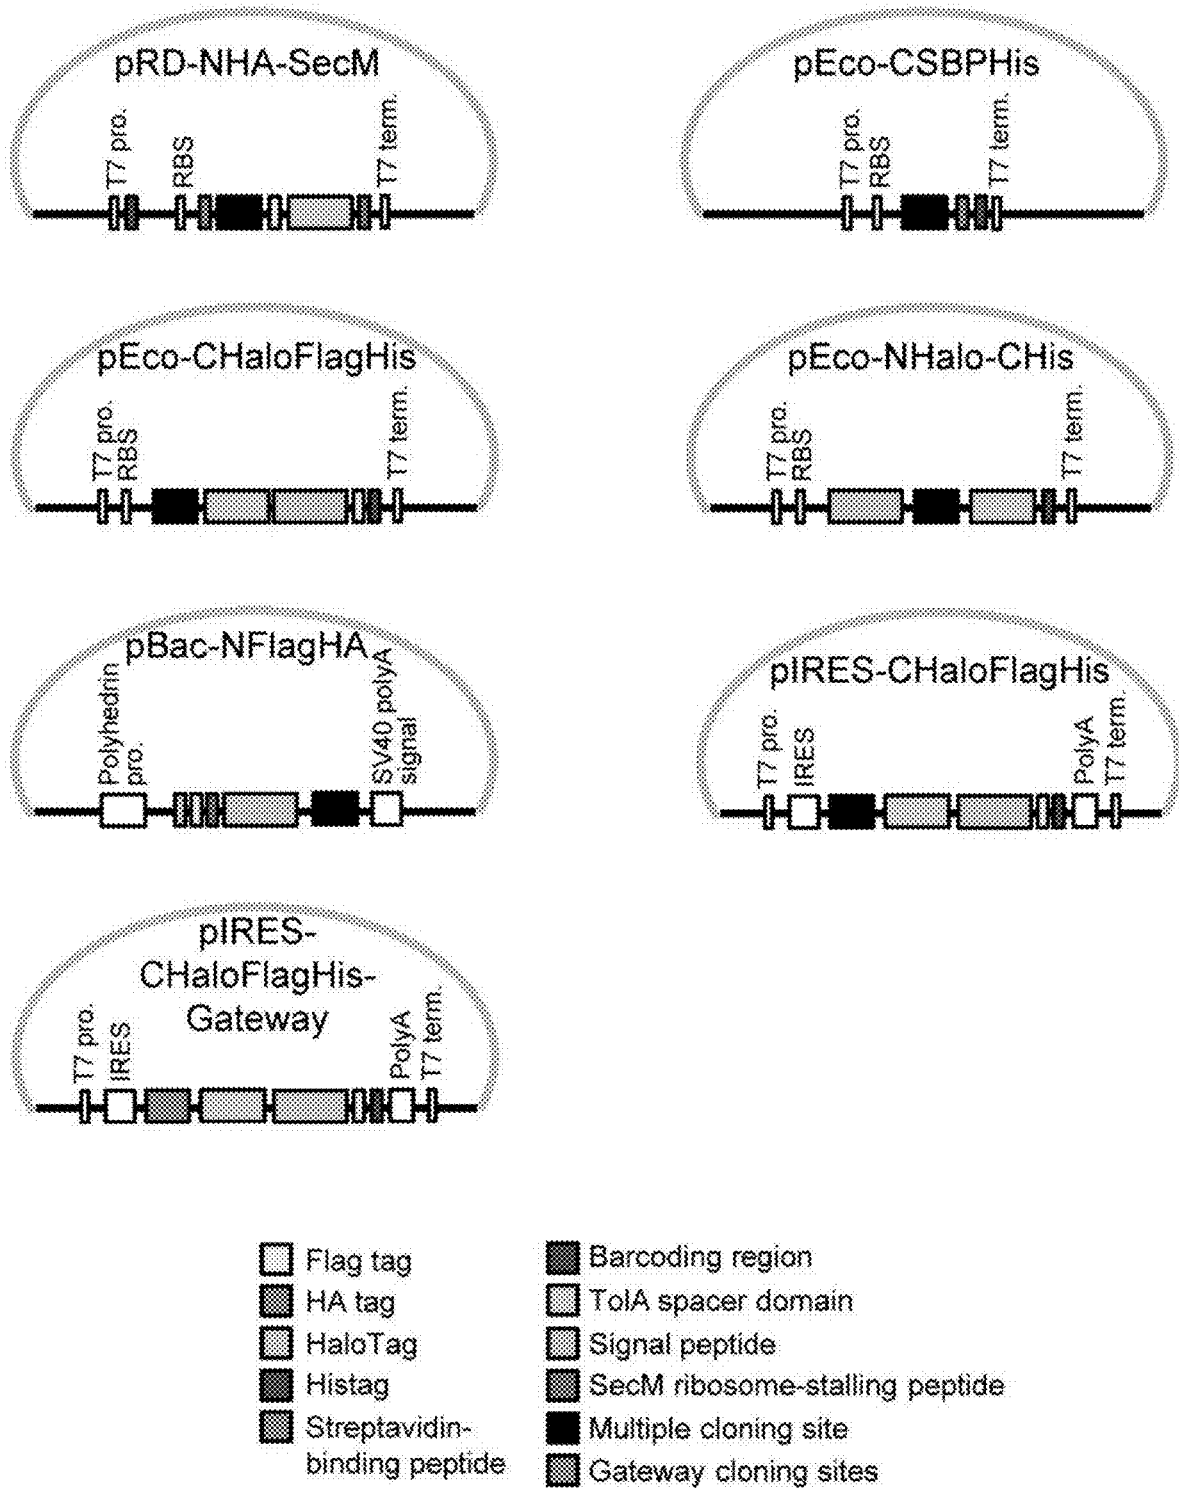 pRD-NHA-SecM
T7 pro.
RBS
T7 term.
pEco-CSBPHis
T7 pro.
RBS
T7 term.
pEco-CHaloFlagHis
T7 pro.
RBS
T7 term.
pEco-NHalo-CHis
T7 pro.
RBS
T7 term.
pBac-NFlagHA
Polyhedrin
pro.
SV40 polyA
signal
pIRES-CHaloFlagHis
T7 pro.
IRES
PolyA
T7 term.
pIRES-
CHaloFlagHis-
Gateway
T7 pro.
IRES
PolyA
T7 term.
Flag tag
HA tag
HaloTag
Histag
Streptavidin-
binding peptide
Barcoding region
TolA spacer domain
Signal peptide
SecM ribosome-stalling peptide
Multiple cloning site
Gateway cloning sites